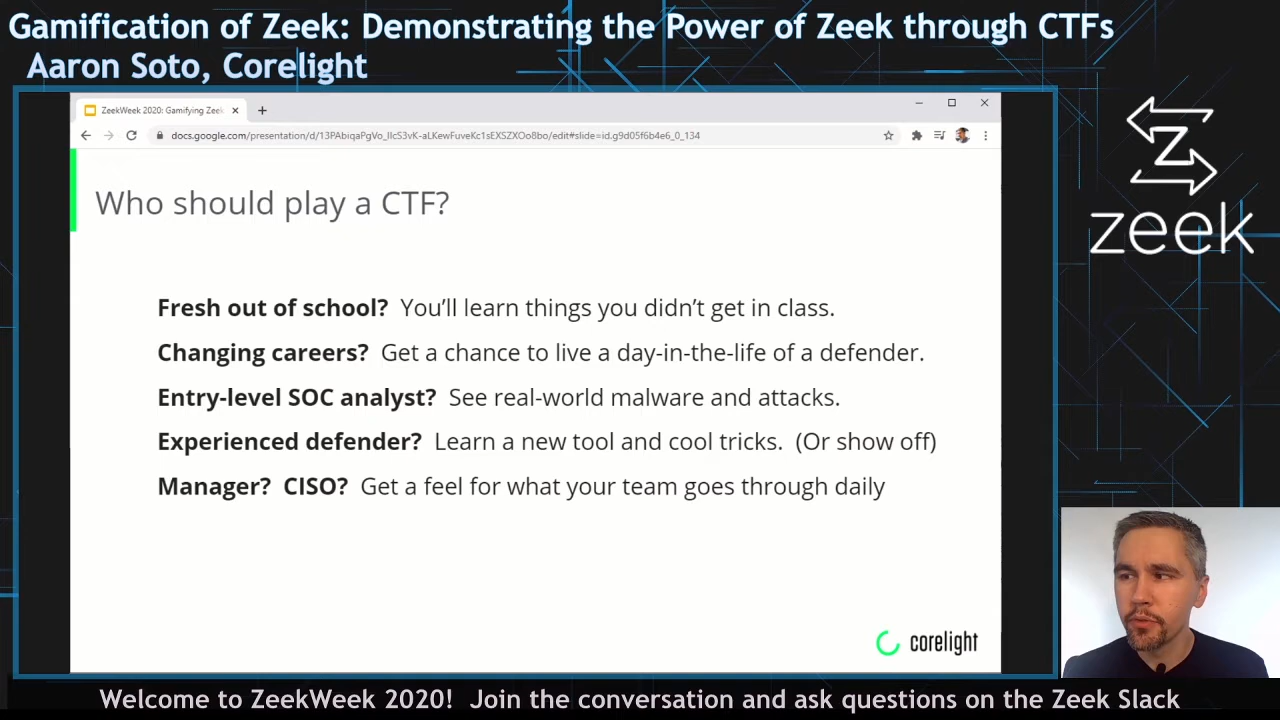 Gamification of Zeek: Demonstrating the Power of Zeek through CTFs
Aaron Soto, Corelight
ZeekWeek 2020: Gamifying Zeek
docs.google.com/presentation/d/13PAbiqaPgVo_IlcS3vK-aLKewFuveKc1sEXSZXOo8bo/edit#slide=id.g9d05f6b4e6_0_134
zeek
Who should play a CTF?
Fresh out of school? You'll learn things you didn't get in class.
Changing careers? Get a chance to live a day-in-the-life of a defender.
Entry-level SOC analyst? See real-world malware and attacks.
Experienced defender? Learn a new tool and cool tricks. (Or show off)
Manager? CISO? Get a feel for what your team goes through daily
corelight
Welcome to ZeekWeek 2020! Join the conversation and ask questions on the Zeek Slack